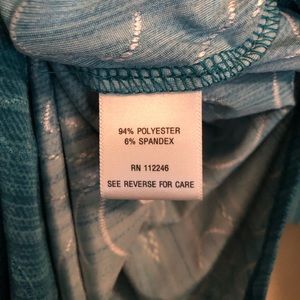 94% POLYESTER
6% SPANDEX
RN 112246
SEE REVERSE FOR CARE